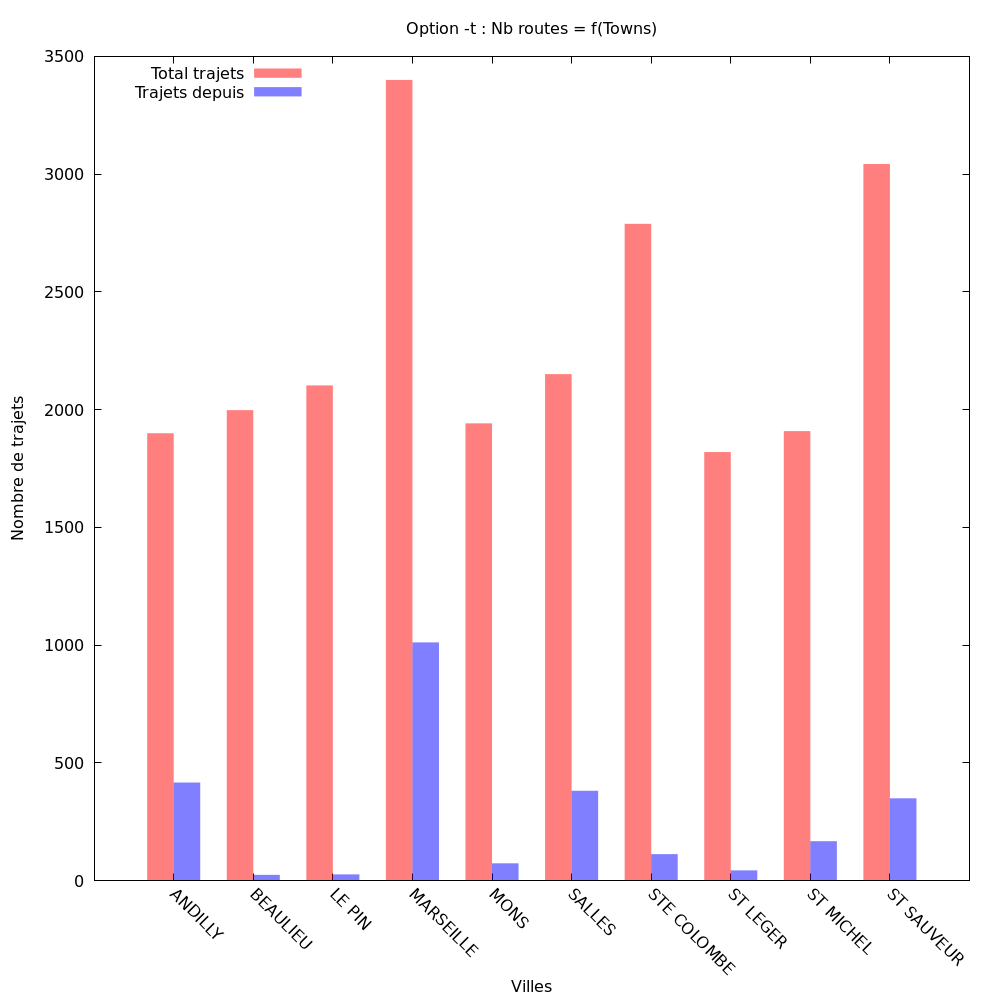 Option -t : Nb routes = f(Towns)
3500
Total trajets
Trajets depuis
3000
2500
2000
1500
1000
500
0
Nombre de trajets
ANDILLY
BEAULIEU
LE PIN
MARSEILLE
MONS
SALLES
STE COLOMBE
ST LEGER
ST MICHEL
ST SAUVEUR
Villes